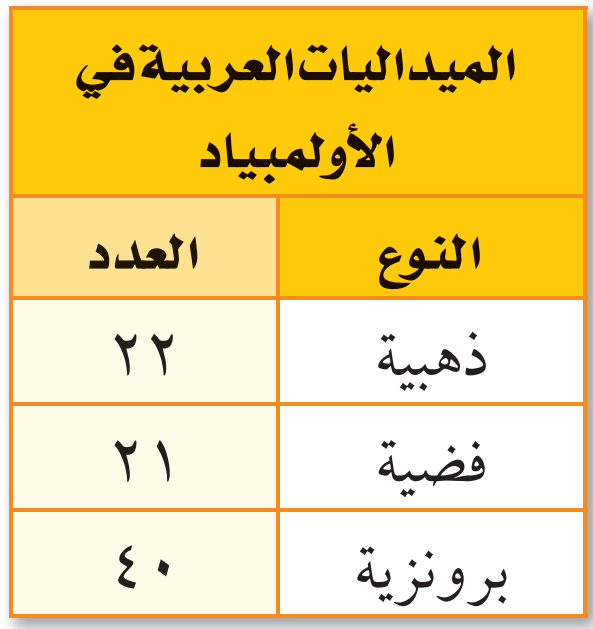 الميداليات العربية في
الأولمبياد
النوع العدد
ذهبية ٢٢
فضية ٢١
برونزية ٤٠